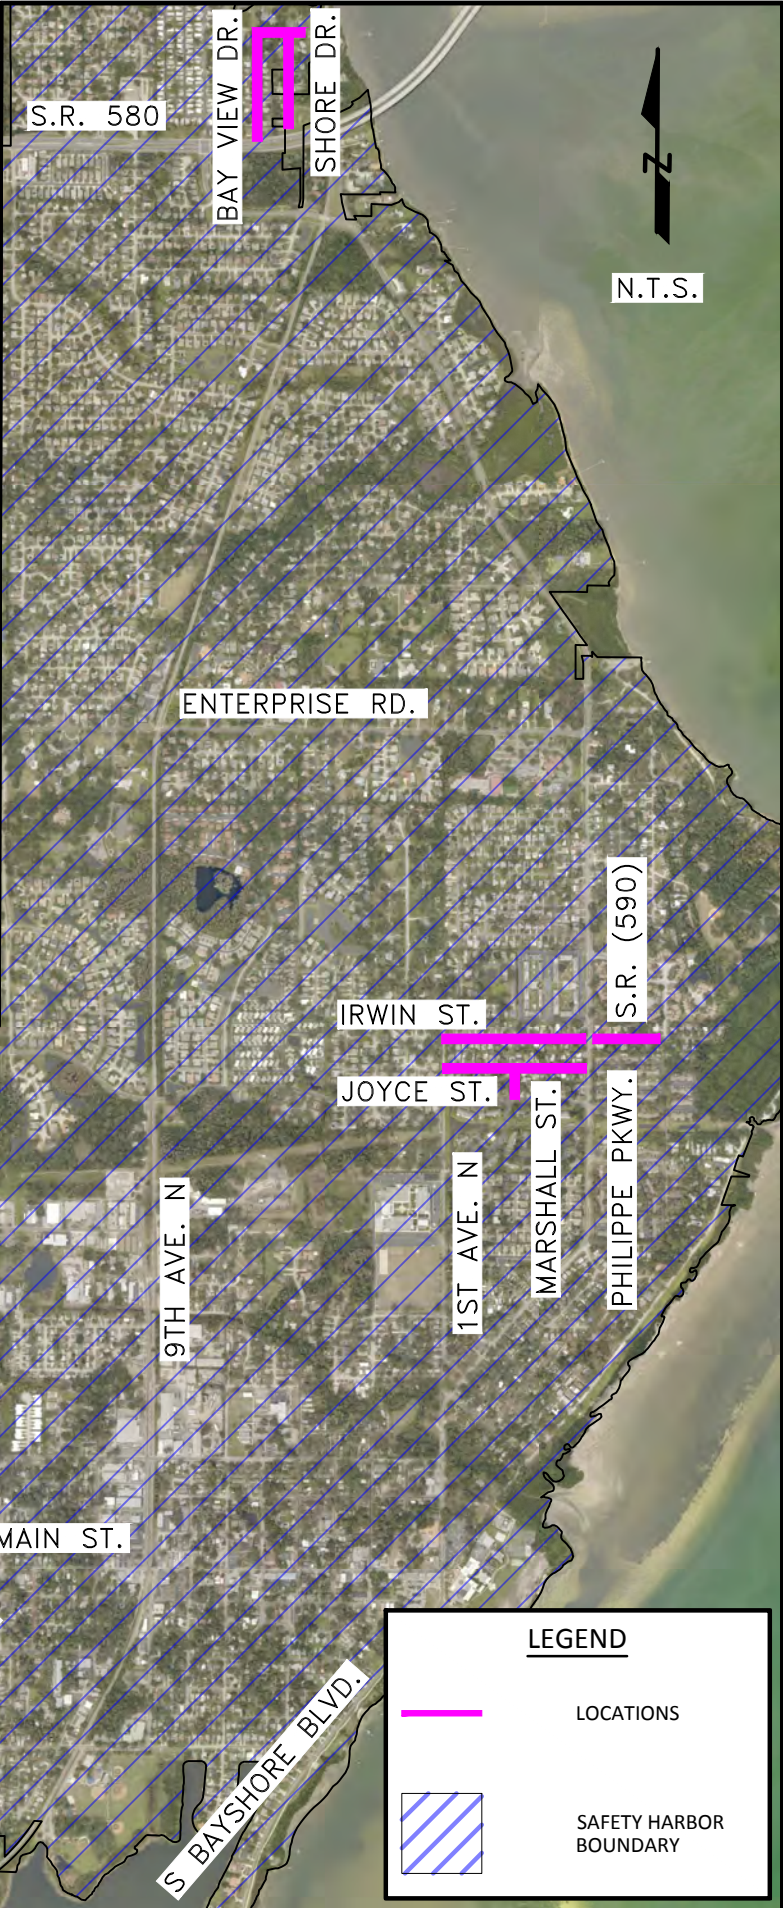 BAY VIEW DR.
SHORE DR.
S.R. 580
N
N.T.S.
ENTERPRISE RD.
S.R. (590)
IRWIN ST.
JOYCE ST.
MARSHALL ST.
PHILIPPE PKWY.
1ST AVE. N
9TH AVE. N
MAIN ST.
S BAYSHORE BLVD.
LEGEND
LOCATIONS
SAFETY HARBOR
BOUNDARY